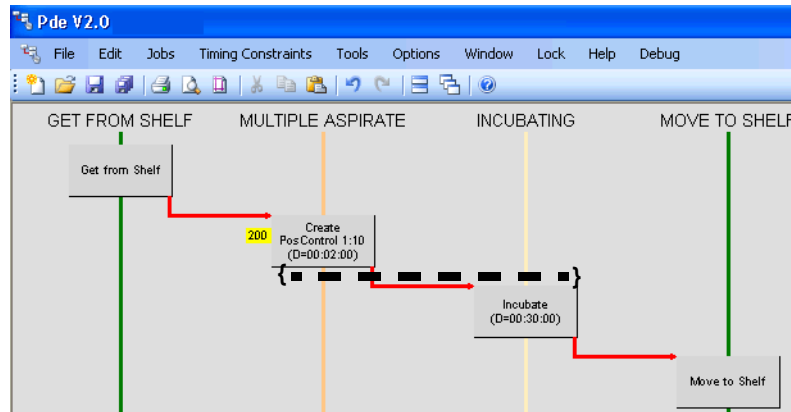 Pde V2.0
File Edit Jobs Timing Constraints Tools Options Window Lock Help Debug
GET FROM SHELF MULTIPLE ASPIRATE INCUBATING MOVE TO SHELF
Get from Shelf
200
Create
PosControl 1:10
(D=00:02:00)
Incubate
(D=00:30:00)
Move to Shelf